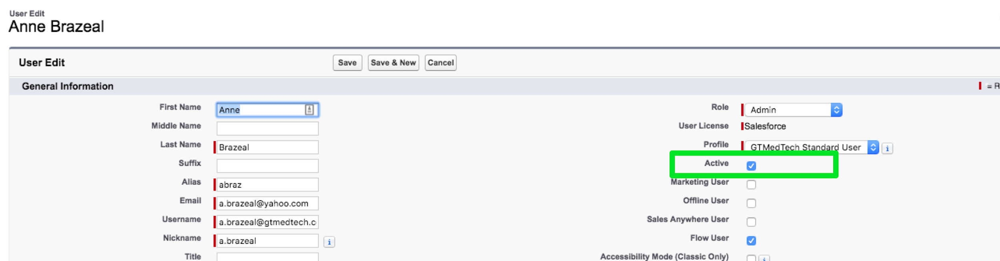 User Edit
Anne Brazeal
User Edit
Save
Save & New
Cancel
General Information
= R
First Name
Anne
Role
Admin
Middle Name
User License
Salesforce
Last Name
Brazeal
Profile
GTMedTech Standard User
i
Suffix
Active
Alias
abraz
Marketing User
Email
a.brazeal@yahoo.com
Offline User
Username
a.brazeal@gtmedtech.c
Sales Anywhere User
Nickname
a.brazeal
i
Flow User
Title
Accessibility Mode (Classic Only)
i